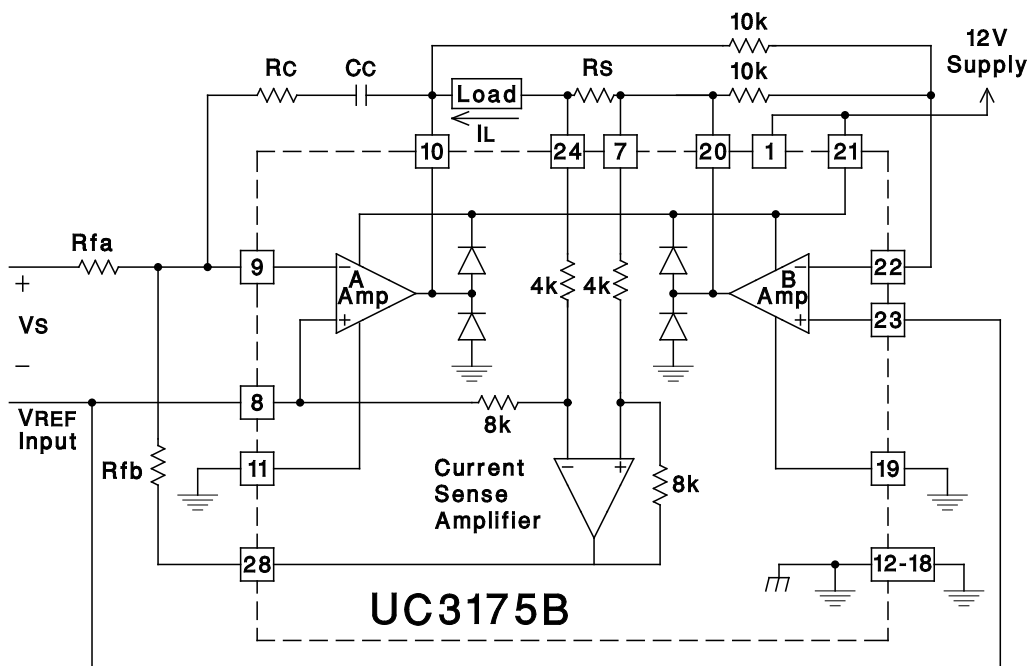 10k
12V
Supply
RC
CC
Load
RS
10k
IL
10
24
7
20
1
21
Rfa
9
−
A
Amp
+
4k
4k
−
B
Amp
+
22
23
+
VS
−
8
VREF
Input
8k
Rfb
11
Current
Sense
Amplifier
−
+
8k
19
28
12-18
UC3175B